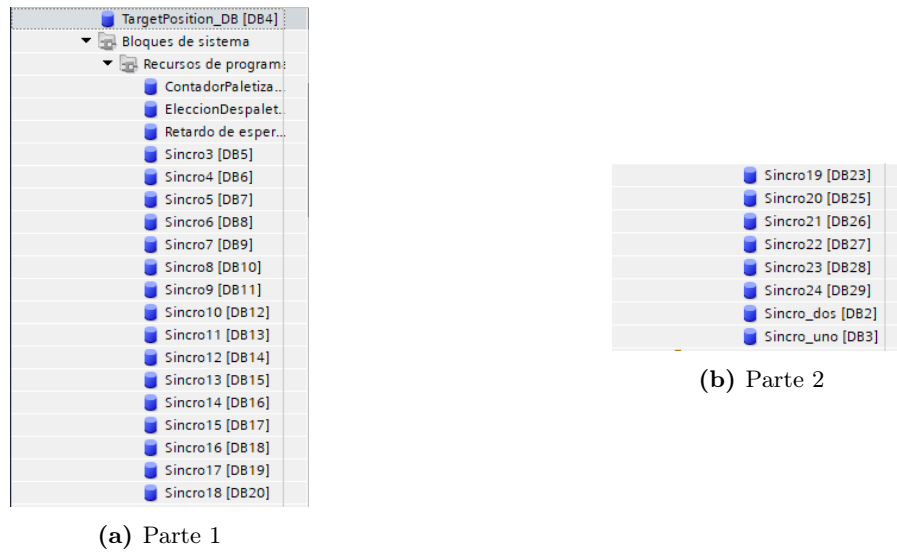 TargetPosition_DB [DB4]
Bloques de sistema
Recursos de programa
ContadorPaletiza...
EleccionDespalet..
Retardo de esper...
Sincro3 [DB5]
Sincro4 [DB6]
Sincro5 [DB7]
Sincro6 [DB8]
Sincro7 [DB9]
Sincro8 [DB10]
Sincro9 [DB11]
Sincro10 [DB12]
Sincro11 [DB13]
Sincro12 [DB14]
Sincro13 [DB15]
Sincro14 [DB16]
Sincro15 [DB17]
Sincro16 [DB18]
Sincro17 [DB19]
Sincro18 [DB20]
(a) Parte 1
Sincro19 [DB23]
Sincro20 [DB25]
Sincro21 [DB26]
Sincro22 [DB27]
Sincro23 [DB28]
Sincro24 [DB29]
Sincro_dos [DB2]
Sincro_uno [DB3]
(b) Parte 2